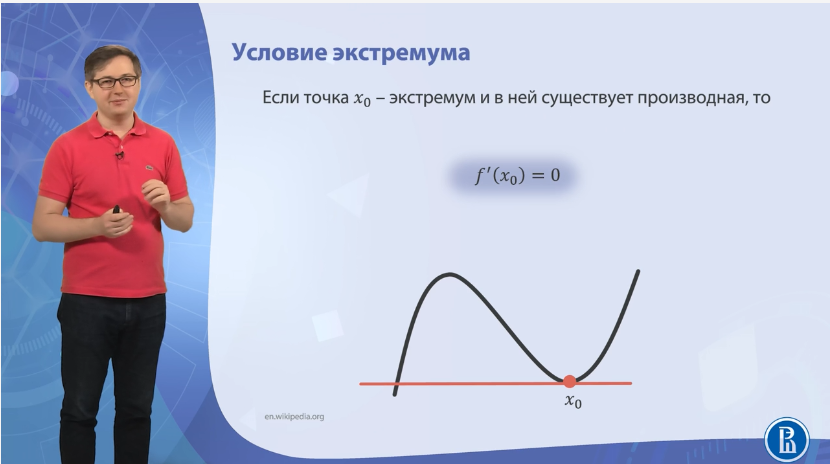 Условие экстремума
Если точка x₀ – экстремум и в ней существует производная, то
f′(x₀) = 0
x₀
en.wikipedia.org